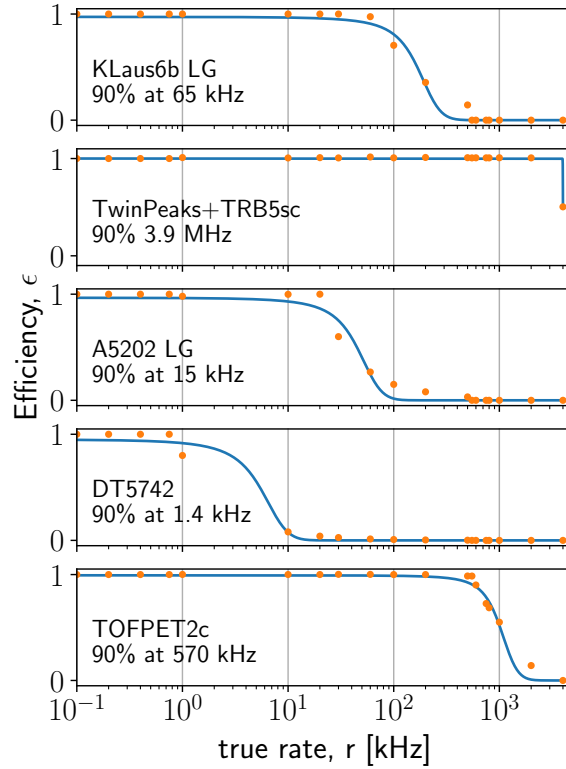 1
KLaus6b LG
90% at 65 kHz
0
1
TwinPeaks+TRB5sc
90% 3.9 MHz
0
Efficiency, ϵ
1
A5202 LG
90% at 15 kHz
0
1
DT5742
90% at 1.4 kHz
0
1
TOFPET2c
90% at 570 kHz
0
10⁻¹ 10⁰ 10¹ 10² 10³
true rate, r [kHz]